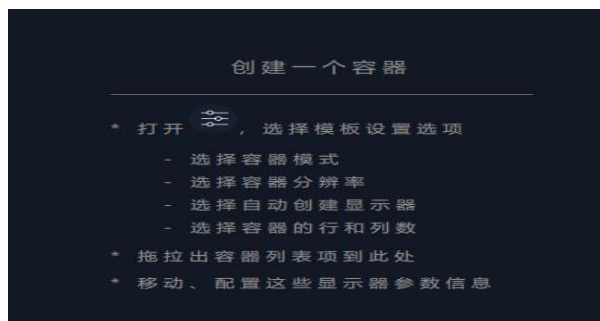 创建一个容器
* 打开 , 选择模板设置选项
- 选择容器模式
- 选择容器分辨率
- 选择自动创建显示器
- 选择容器的行和列数
* 拖拉出容器列表项到此处
* 移动、配置这些显示器参数信息